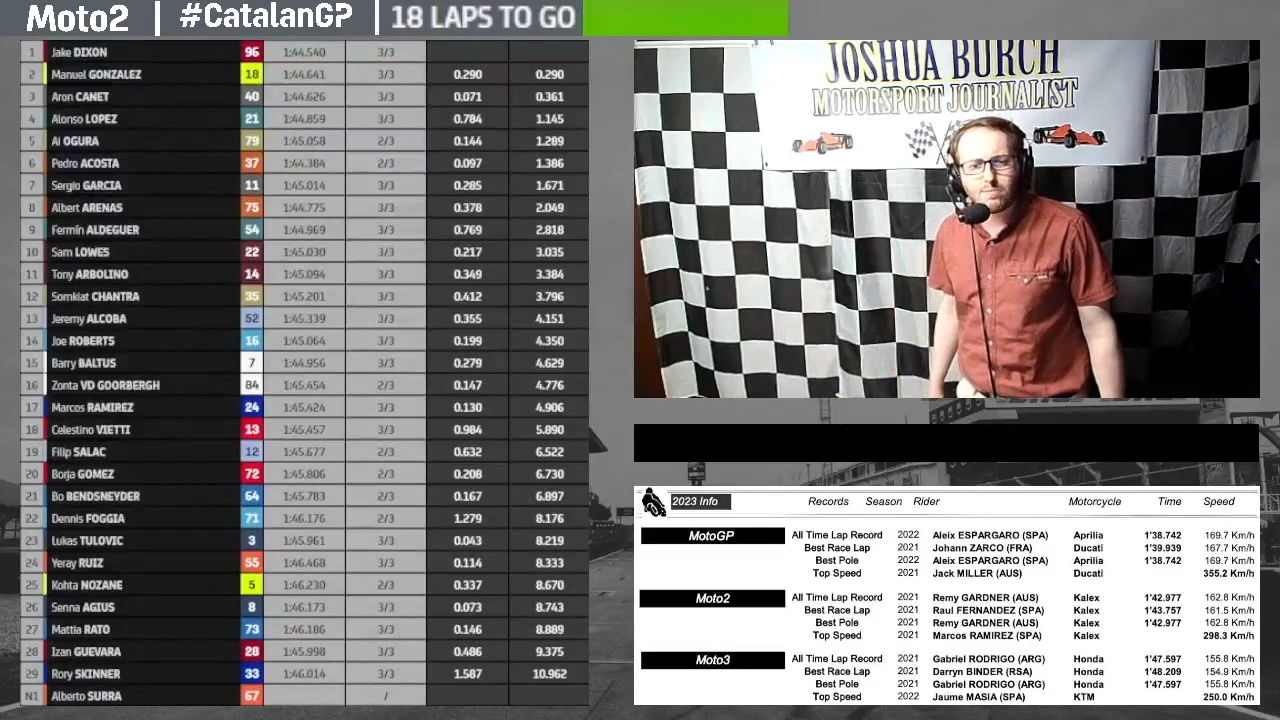 Moto2 | #CatalanGP | 18 LAPS TO GO
1 Jake DIXON 96 1:44.540 3/3
2 Manuel GONZALEZ 18 1:44.641 3/3 0.290 0.290
3 Aron CANET 40 1:44.626 3/3 0.071 0.361
4 Alonso LOPEZ 21 1:44.844 3/3 0.784 1.145
5 Ai OGURA 79 1:45.058 2/3 0.144 1.289
6 Pedro ACOSTA 37 1:44.384 2/3 0.097 1.386
7 Sergio GARCIA 11 1:45.014 3/3 0.285 1.671
8 Albert ARENAS 75 1:44.775 3/3 0.378 2.049
9 Fermín ALDEGUER 54 1:44.969 3/3 0.769 2.818
10 Sam LOWES 22 1:45.030 3/3 0.217 3.035
11 Tony ARBOLINO 14 1:45.094 3/3 0.349 3.384
12 Somkiat CHANTRA 35 1:45.201 3/3 0.412 3.796
13 Jeremy ALCOBA 52 1:45.339 3/3 0.355 4.151
14 Joe ROBERTS 16 1:45.064 3/3 0.199 4.350
15 Barry BALTUS 7 1:44.956 3/3 0.279 4.629
16 Zonta VD GOORBERGH 84 1:45.454 2/3 0.147 4.776
17 Marcos RAMIREZ 24 1:45.424 3/3 0.130 4.906
18 Celestino VIETTI 13 1:45.457 3/3 0.984 5.890
19 Filip SALAC 12 1:45.677 2/3 0.632 6.522
20 Borja GOMEZ 72 1:45.806 2/3 0.208 6.730
21 Bo BENDSNEYDER 64 1:45.783 3/3 0.167 6.897
22 Dennis FOGGIA 71 1:46.176 3/3 1.279 8.176
23 Lukas TULOVIC 3 1:45.961 3/3 0.043 8.219
24 Yeray RUIZ 55 3/3 0.114 8.333
25 Kohta NOZANE 5 3/3 0.337 8.670
26 Senna AGIUS 8 1:46.173 3/3 0.073 8.743
27 Mattia RATO 73 3/3 0.146 8.889
28 Izan GUEVARA 28 3/3 0.486 9.375
29 Rory SKINNER 33 3/3
N1 Alberto SURRA 67
JOSHUA BURCH
MOTORSPORT JOURNALIST
2023 Info Records Season Rider Motorcycle Time Speed
MotoGP All Time Lap Record 2022 Aleix ESPARGARO (SPA) Aprilia 1'38.742 169.7 Km/h
Best Race Lap 2021 Johann ZARCO (FRA) Ducati 1'39.939 167.7 Km/h
Best Pole 2022 Aleix ESPARGARO (SPA) Aprilia 1'38.742 169.7 Km/h
Top Speed 2021 Jack MILLER (AUS) Ducati 355.2 Km/h
Moto2 All Time Lap Record 2021 Remy GARDNER (AUS) Kalex 1'42.977 162.8 Km/h
Best Race Lap 2021 Raul FERNANDEZ (SPA) Kalex 1'43.757 161.5 Km/h
Best Pole 2021 Remy GARDNER (AUS) Kalex 1'42.977 162.8 Km/h
Top Speed 2021 Marcos RAMIREZ (SPA) Kalex 298.3 Km/h
Moto3 All Time Lap Record 2021 Gabriel RODRIGO (ARG) Honda 1'47.597 155.8 Km/h
Best Race Lap 2021 Darryn BINDER (RSA) Honda 1'48.209 154.9 Km/h
Best Pole 2021 Gabriel RODRIGO (ARG) Honda 1'47.597 155.8 Km/h
Top Speed 2022 Jaume MASIA (SPA) KTM 250.0 Km/h